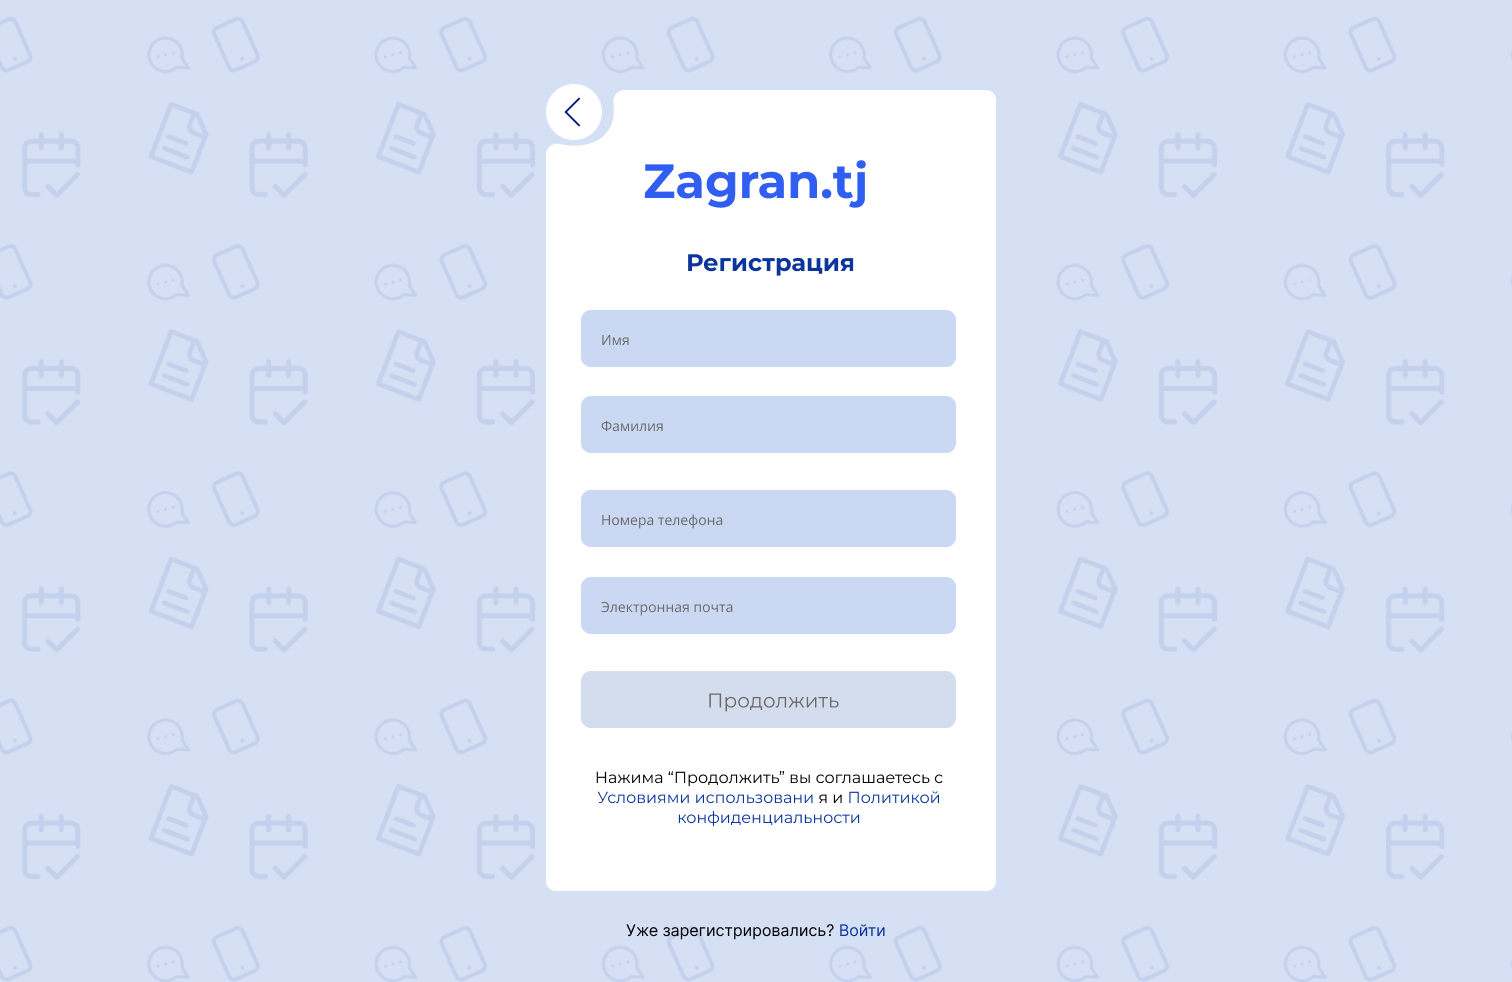 Zagran.tj
Регистрация
Имя
Фамилия
Номера телефона
Электронная почта
Продолжить
Нажима “Продолжить” вы соглашаетесь с
Условиями использовани я и Политикой
конфиденциальности
Уже зарегистрировались? Войти